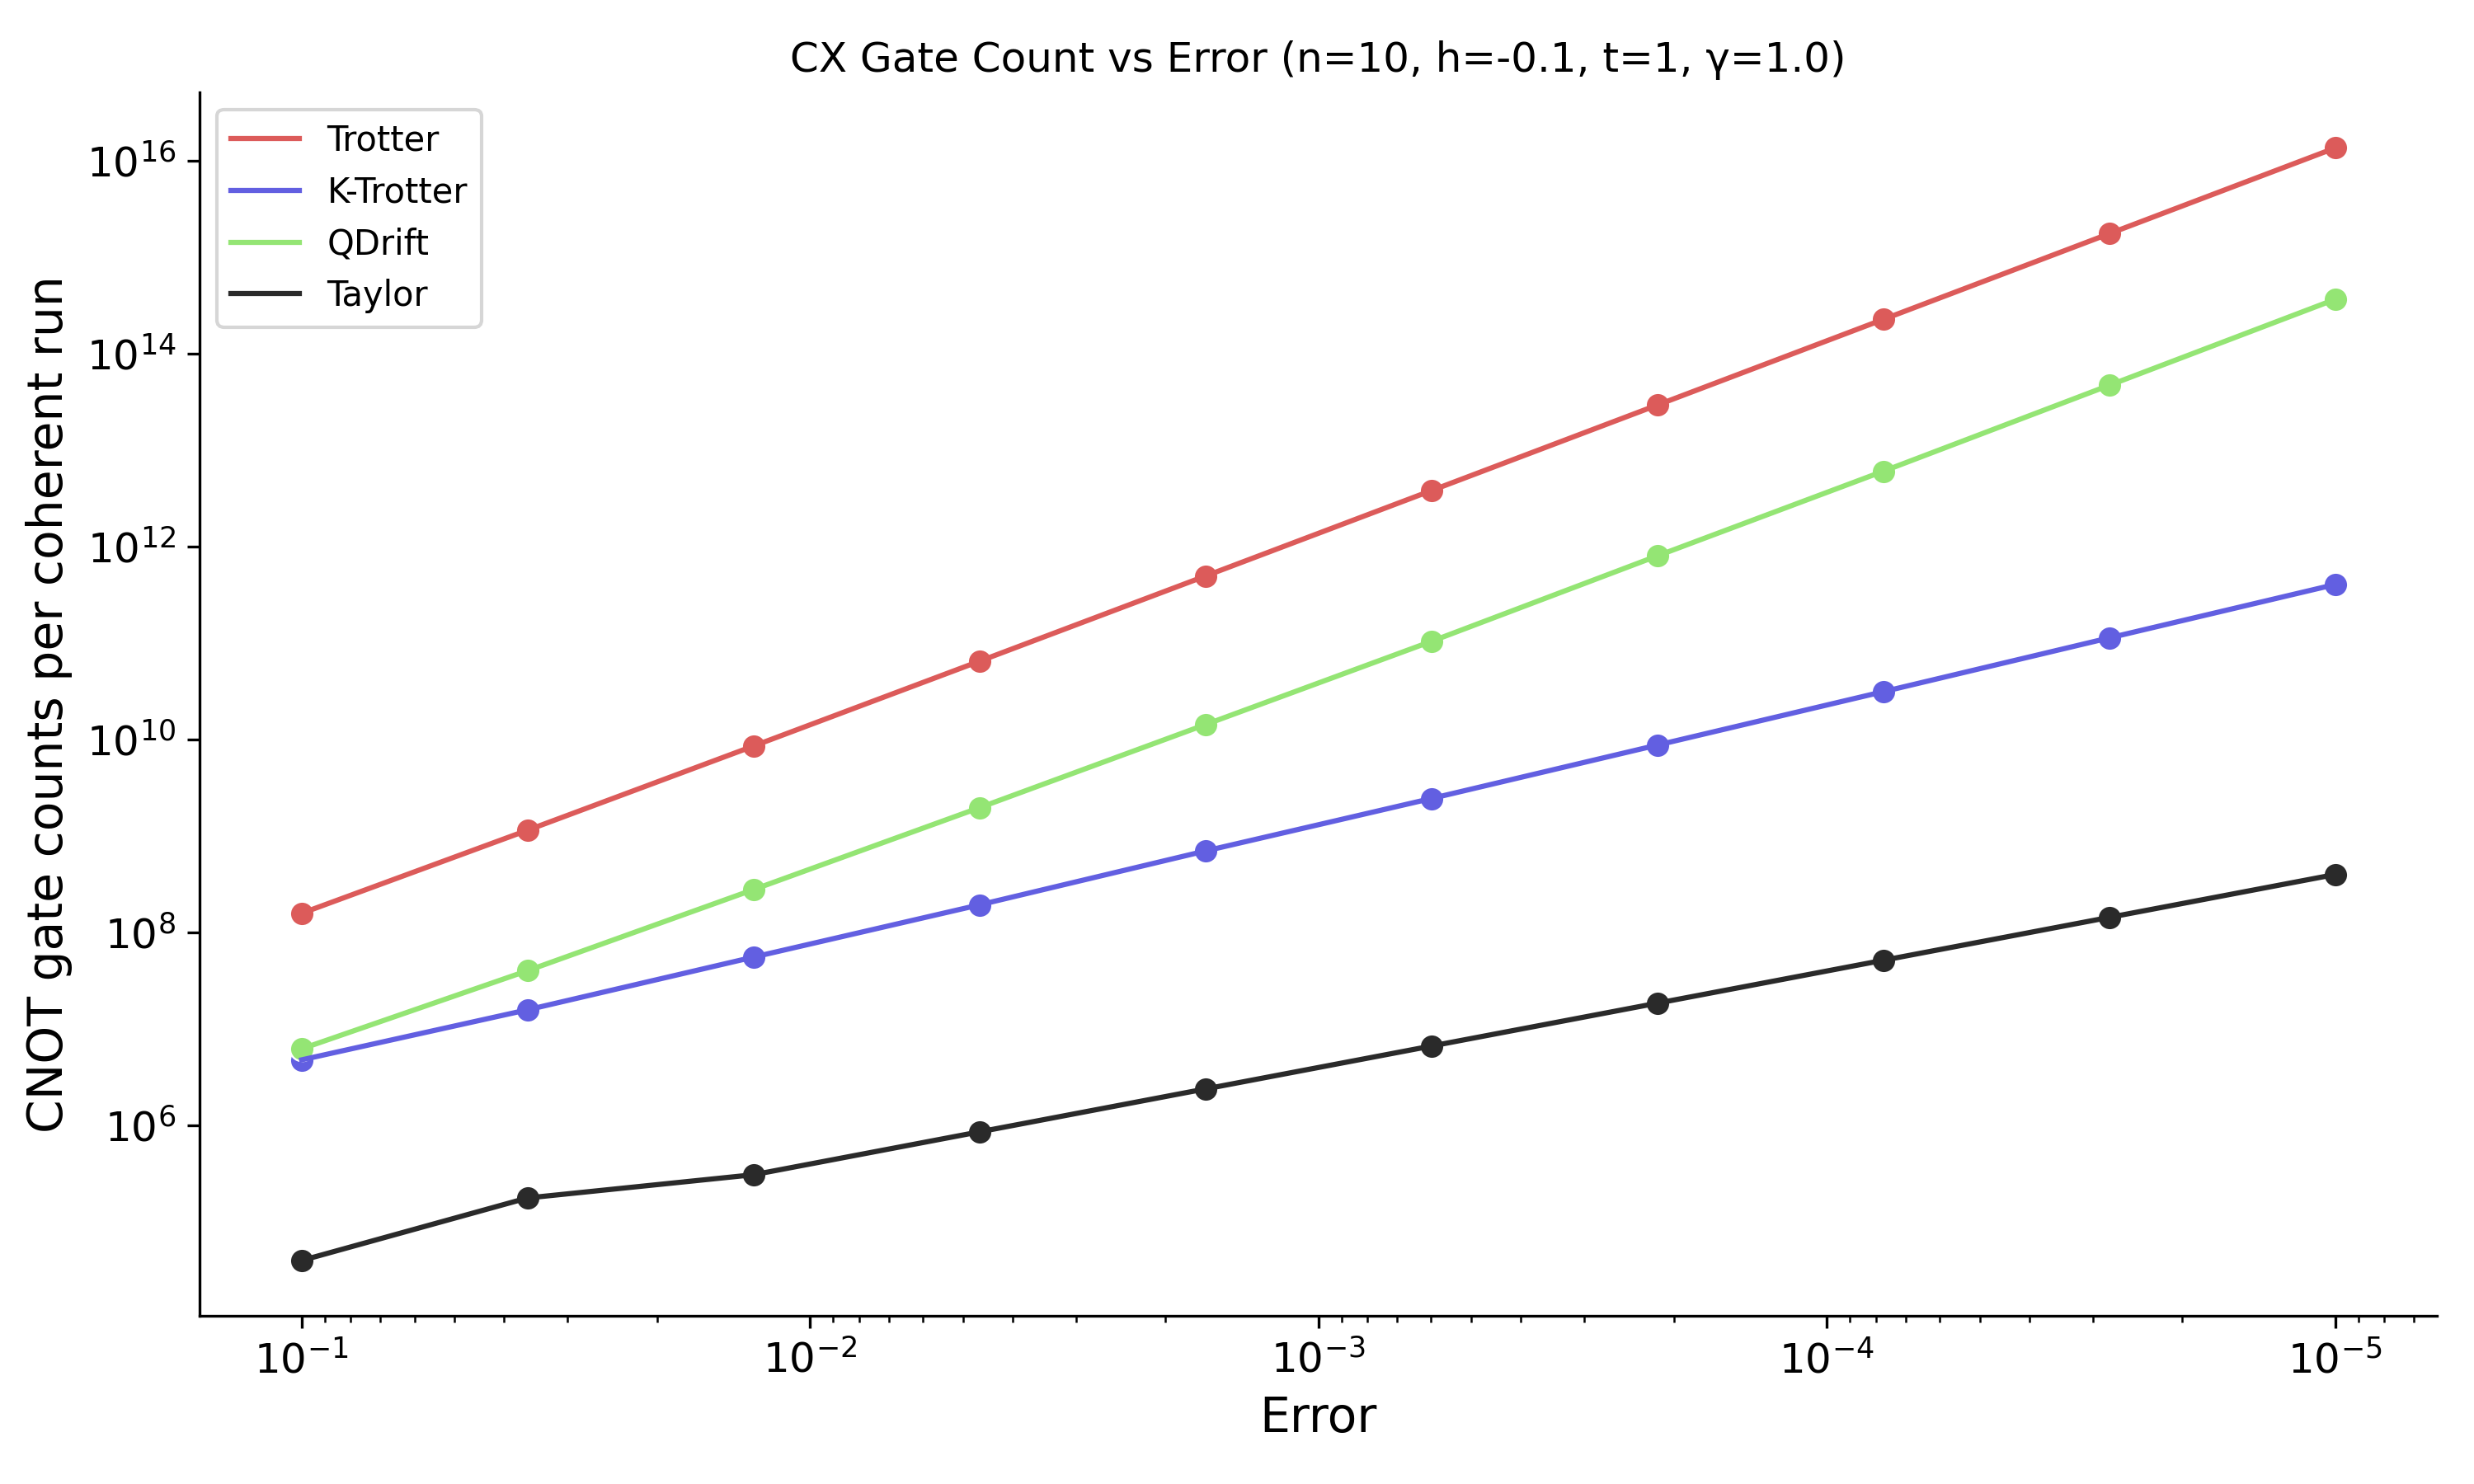 CX Gate Count vs Error (n=10, h=-0.1, t=1, γ=1.0)
Trotter
K-Trotter
QDrift
Taylor
CNOT gate counts per coherent run
10^16
10^14
10^12
10^10
10^8
10^6
10^-1 10^-2 10^-3 10^-4 10^-5
Error